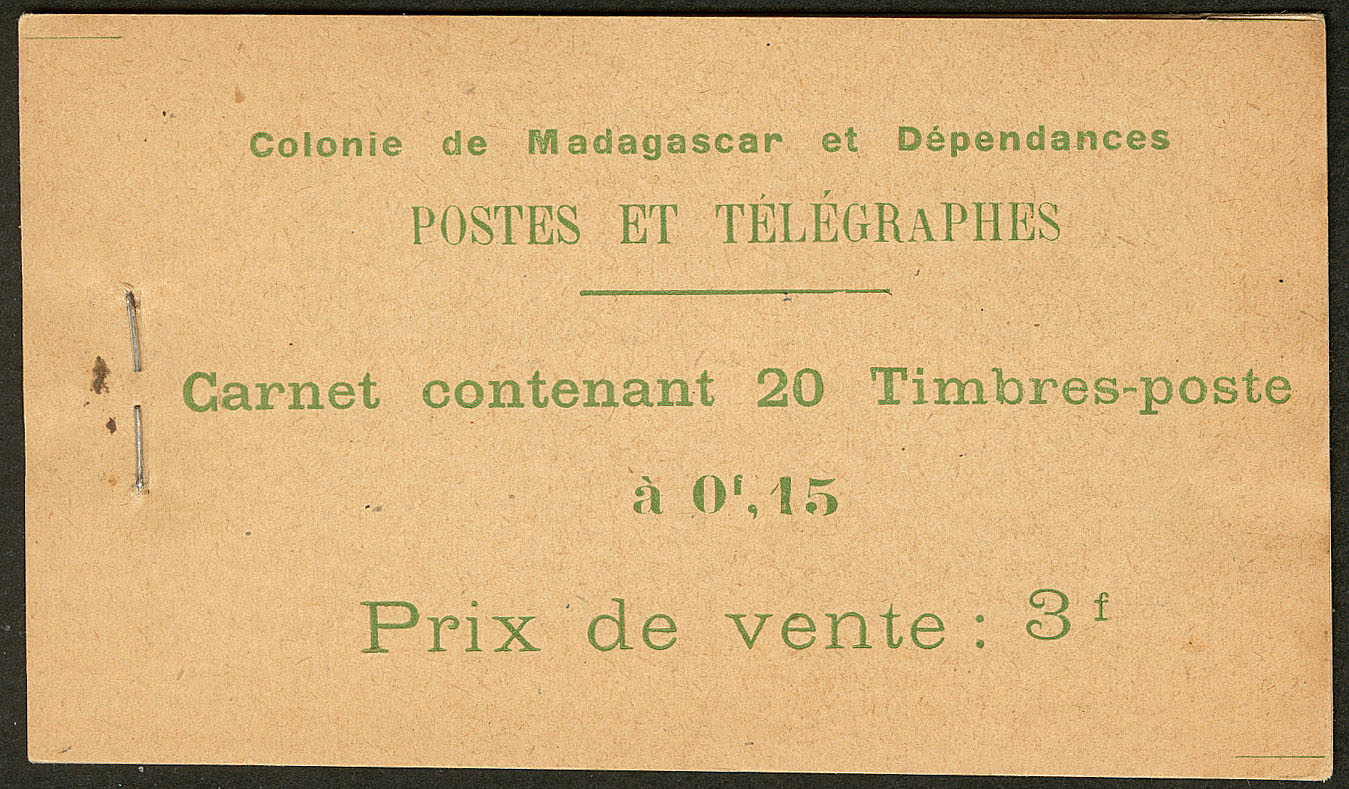 Colonie de Madagascar et Dépendances
POSTES ET TÉLÉGRAPHES
Carnet contenant 20 Timbres-poste
à 0ᶠ,15
Prix de vente : 3ᶠ